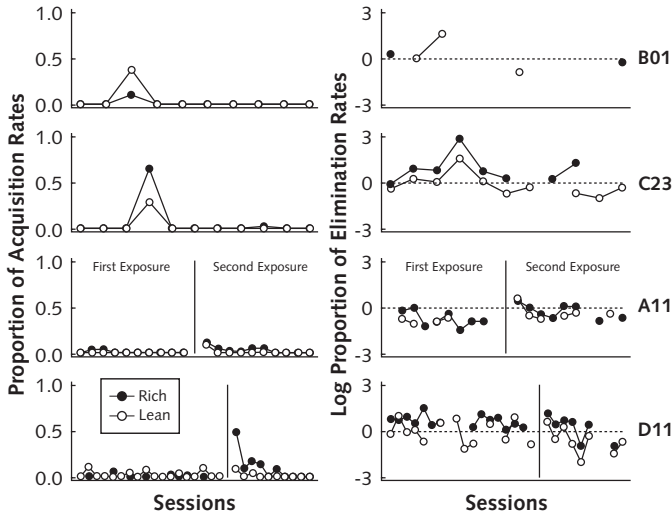 Proportion of Acquisition Rates
Log Proportion of Elimination Rates
1.0
0.5
0.0
3
0
-3
B01
1.0
0.5
0.0
3
0
-3
C23
1.0
0.5
0.0
First Exposure
Second Exposure
3
0
-3
First Exposure
Second Exposure
A11
1.0
0.5
0.0
Rich
Lean
3
0
-3
D11
Sessions
Sessions